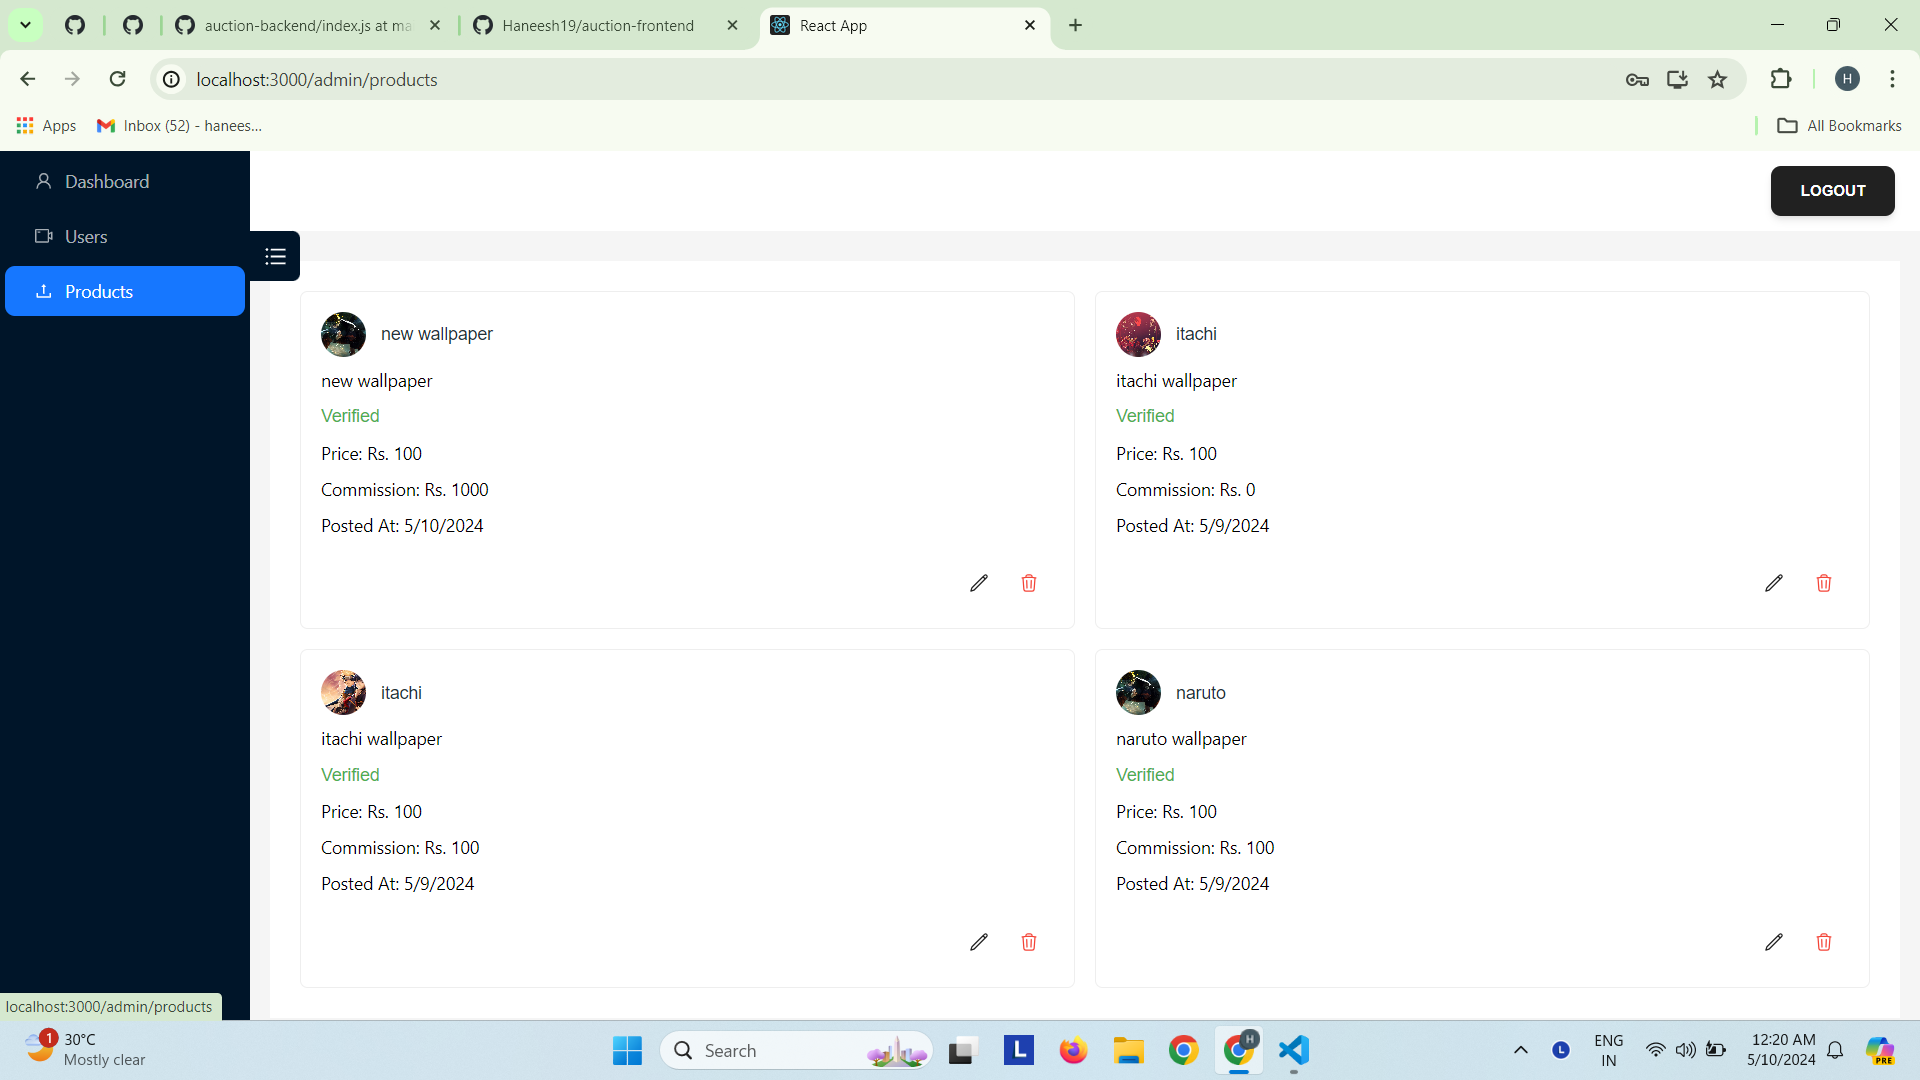 auction-backend/index.js at ma
Haneesh19/auction-frontend
React App
localhost:3000/admin/products
H
Apps
Inbox (52) - hanees...
All Bookmarks
Dashboard
Users
Products
LOGOUT
new wallpaper
new wallpaper
Verified
Price: Rs. 100
Commission: Rs. 1000
Posted At: 5/10/2024
itachi
itachi wallpaper
Verified
Price: Rs. 100
Commission: Rs. 0
Posted At: 5/9/2024
itachi
itachi wallpaper
Verified
Price: Rs. 100
Commission: Rs. 100
Posted At: 5/9/2024
naruto
naruto wallpaper
Verified
Price: Rs. 100
Commission: Rs. 100
Posted At: 5/9/2024
localhost:3000/admin/products
1
30°C
Mostly clear
Search
L
H
L
ENG
IN
12:20 AM
5/10/2024
PRE